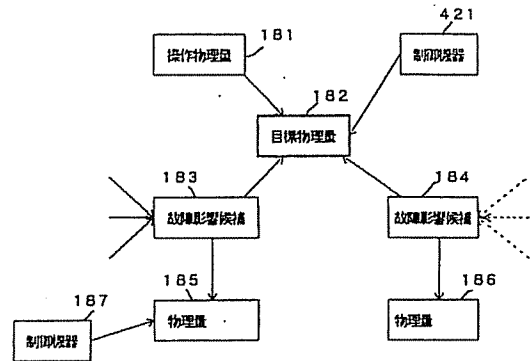 181
操作物理量
421
制御機器
182
目標物理量
183
故障影響候補
184
故障影響候補
185
物理量
186
物理量
187
制御機器